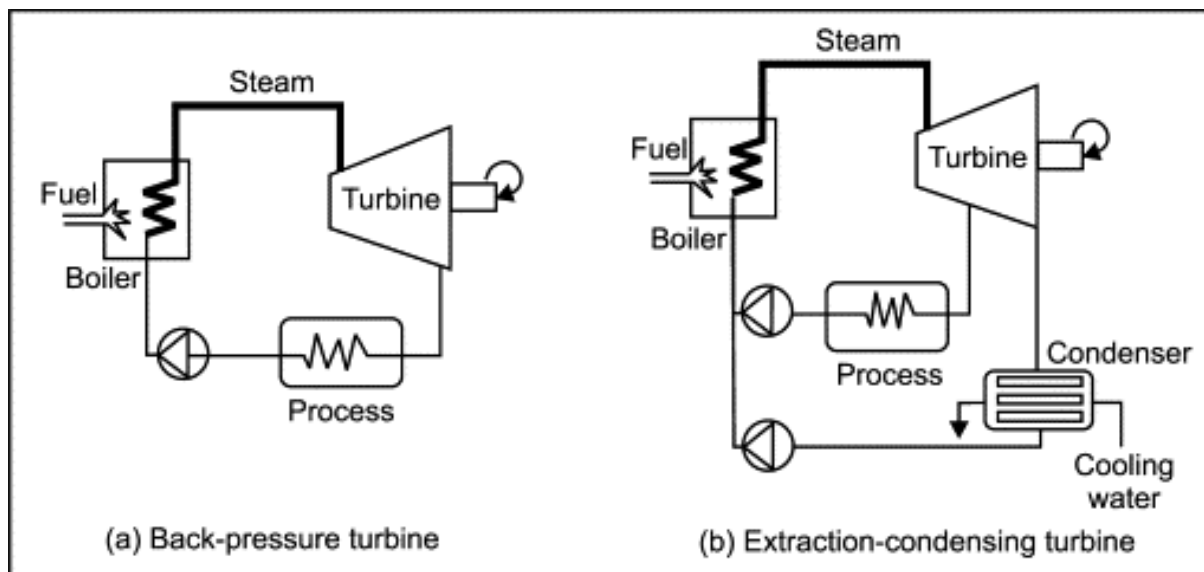 Steam
Fuel
Turbine
Boiler
Process
(a) Back-pressure turbine
Steam
Fuel
Turbine
Boiler
Process
Condenser
Cooling
water
(b) Extraction-condensing turbine